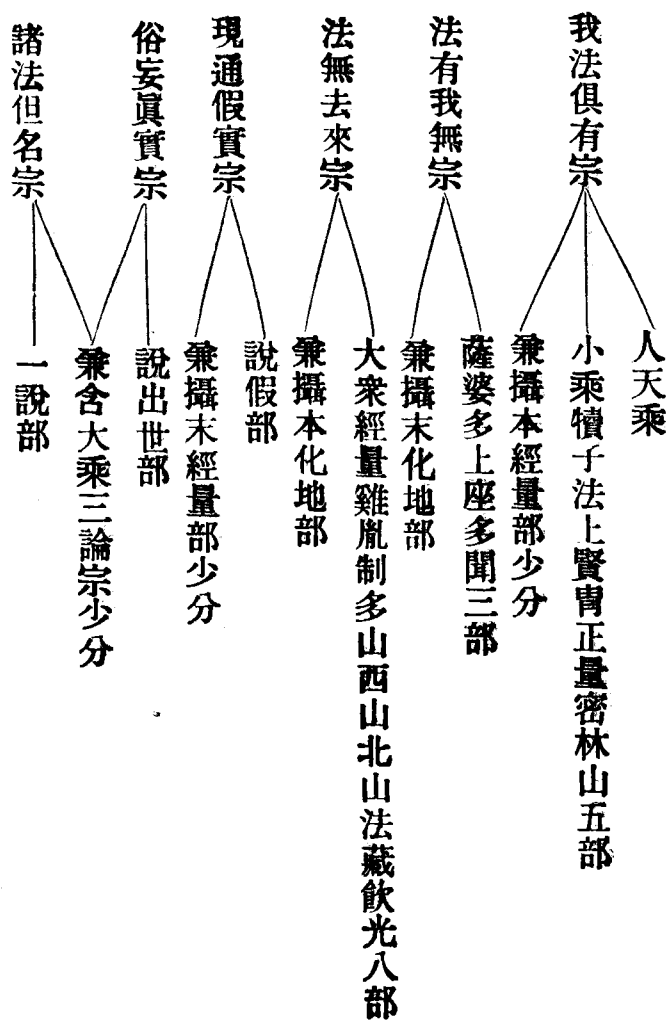 我法俱有宗
人天乘
小乘犢子法上賢冑正量密林山五部
兼攝本經量部少分
法有我無宗
薩婆多上座多聞三部
兼攝末化地部
法無去來宗
大衆經量雞胤制多山西山北山法藏飲光八部
兼攝本化地部
現通假實宗
說假部
兼攝末經量部少分
俗妄眞實宗
說出世部
兼含大乘三論宗少分
諸法但名宗
一說部